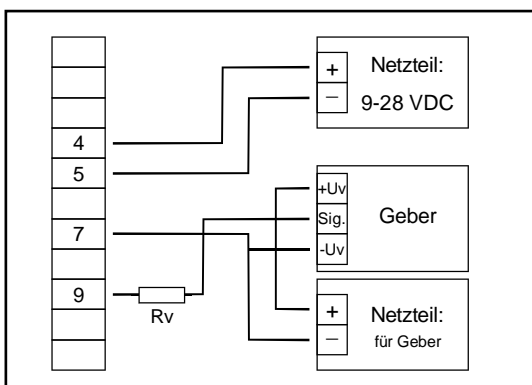 4
5
7
9
Rv
+
–
Netzteil:
9-28 VDC
+Uv
Sig.
-Uv
Geber
+
–
Netzteil:
für Geber